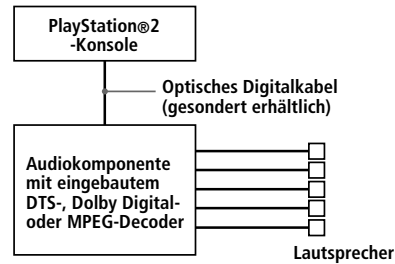 PlayStation®2
-Konsole
Optisches Digitalkabel
(gesondert erhältlich)
Audiokomponente
mit eingebautem
DTS-, Dolby Digital-
oder MPEG-Decoder
Lautsprecher